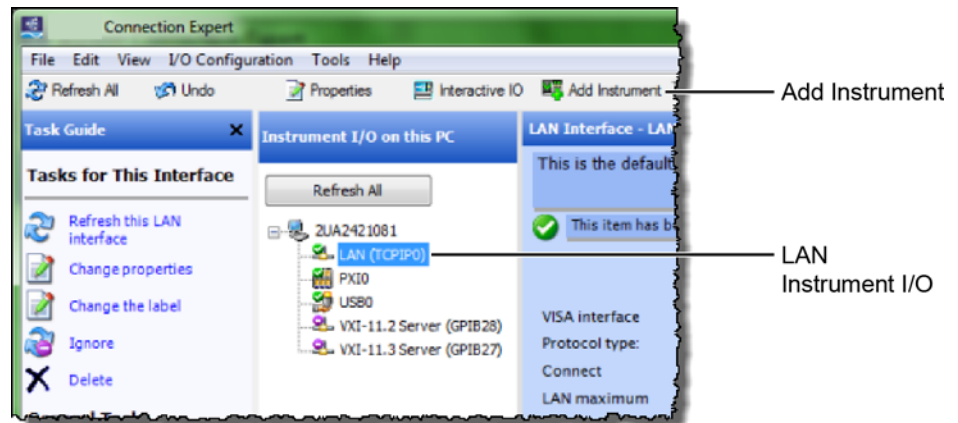 Connection Expert
File Edit View I/O Configuration Tools Help
Refresh All Undo Properties Interactive IO Add Instrument
Add Instrument
Task Guide
Instrument I/O on this PC
LAN Interface - LAN
Tasks for This Interface
This is the default
Refresh All
Refresh this LAN
interface
2UA2421081
This item has
LAN (TCPIP0)
LAN
Instrument I/O
Change properties
PXI0
Change the label
USB0
VISA interface
VXI-11.2 Server (GPIB28)
Ignore
Protocol type:
VXI-11.3 Server (GPIB27)
Connect
Delete
LAN maximum